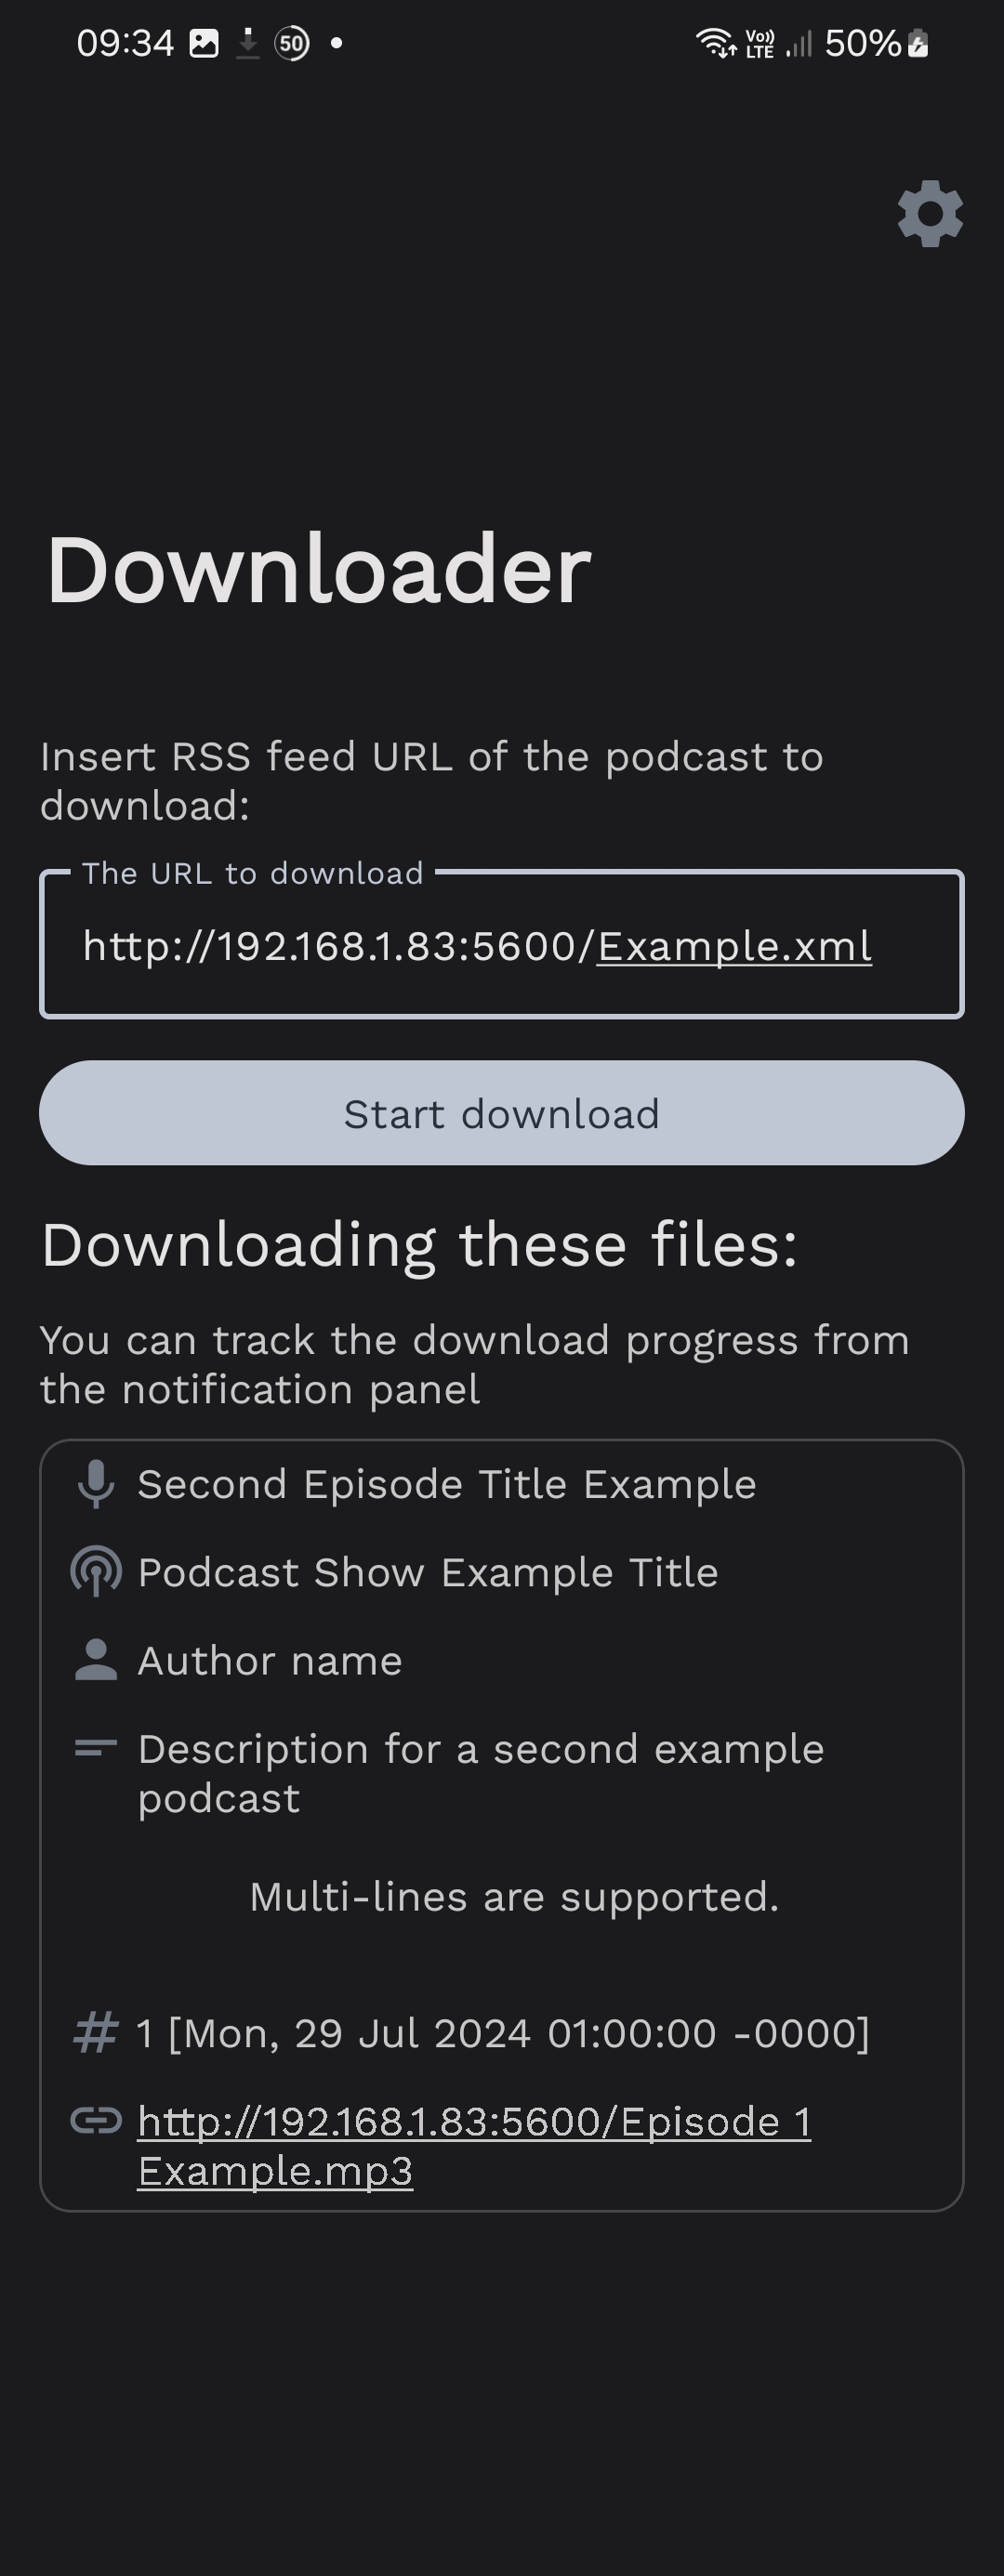 09:34 50 Vo)) LTE 50%
Downloader
Insert RSS feed URL of the podcast to
download:
The URL to download
http://192.168.1.83:5600/Example.xml
Start download
Downloading these files:
You can track the download progress from
the notification panel
Second Episode Title Example
Podcast Show Example Title
Author name
Description for a second example
podcast
Multi-lines are supported.
1 [Mon, 29 Jul 2024 01:00:00 -0000]
http://192.168.1.83:5600/Episode 1
Example.mp3